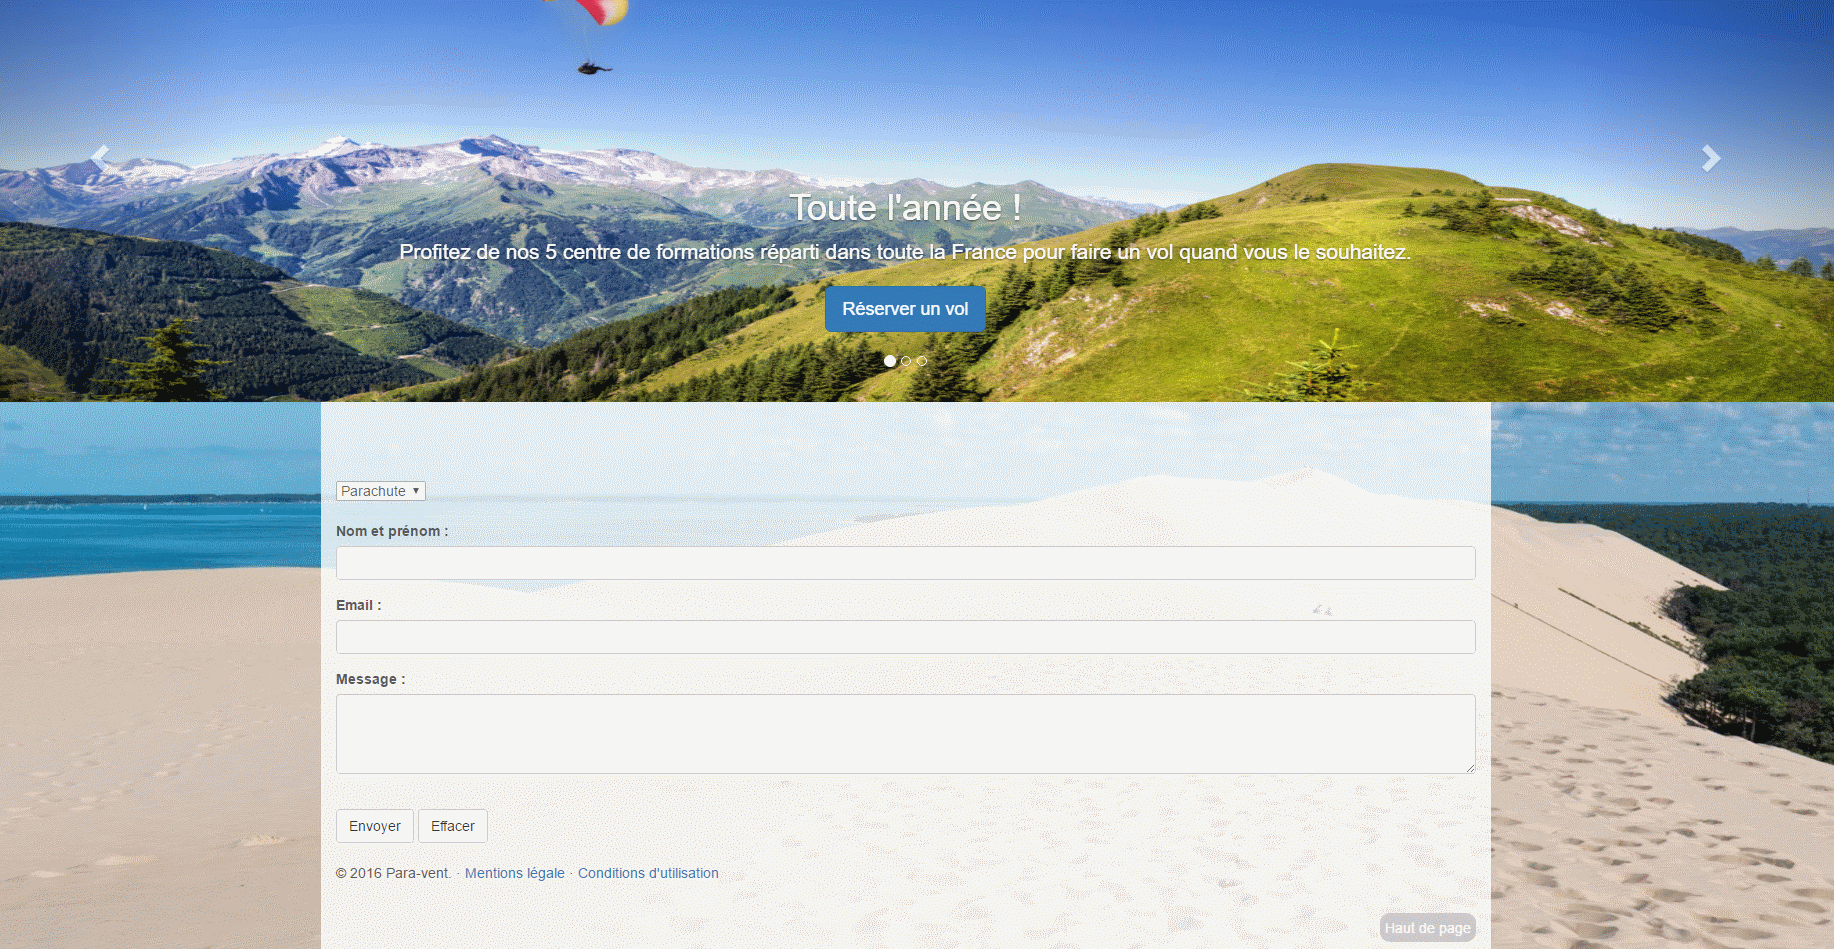 Toute l'année !
Profitez de nos 5 centre de formations réparti dans toute la France pour faire un vol quand vous le souhaitez.
Réserver un vol
Parachute
Nom et prénom :
Email :
Message :
Envoyer Effacer
© 2016 Para-vent. · Mentions légale · Conditions d'utilisation
Haut de page